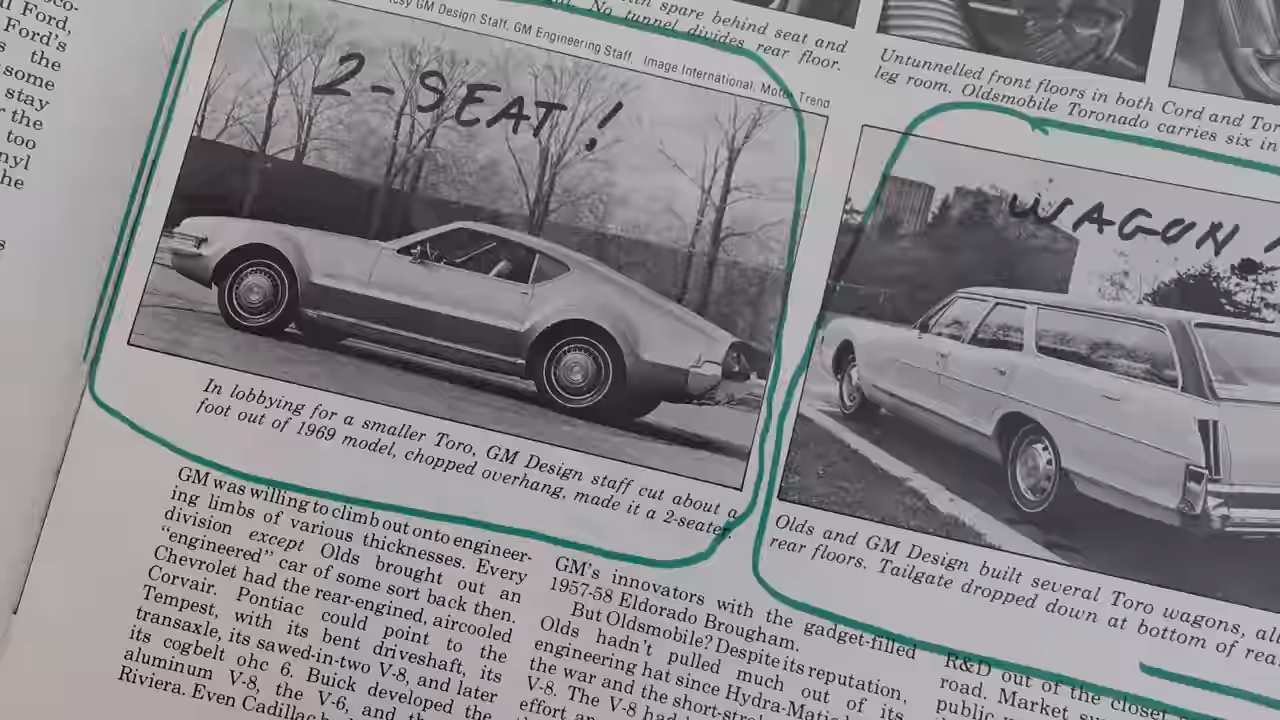 Ford,
Ford's
the
some
stay
the
too
the
spare behind seat and
No tunnel divides rear floor.
GM Design Staff, GM Engineering Staff, Image International, Motor Trend
Untunnelled front floors in both Cord and
leg room. Oldsmobile Toronado carries six in
2-SEAT!
WAGON
In lobbying for a smaller Toro, GM Design staff cut about a
foot out of 1969 model, chopped overhang, made it a 2-seater.
Olds and GM Design built several Toro wagons,
rear floors. Tailgate dropped down at bottom of
GM was willing to climb out onto engineer-
ing limbs of various thicknesses. Every
division except Olds brought out an
"engineered" car of some sort back then.
Chevrolet had the rear-engined, aircooled
Corvair. Pontiac could point to the
Tempest, with its bent driveshaft, its
transaxle, its sawed-in-two V-8, and later
its cogbelt ohc 6. Buick developed the
aluminum V-8, the V-6, and the
Riviera. Even Cadillac
GM's innovators with the gadget-filled
1957-58 Eldorado Brougham.
But Oldsmobile? Despite its reputation,
Olds hadn't pulled much out of its
engineering hat since Hydra-Matic
the war and the
V-8. The V-8 had
effort
R&D out of the closet
road. Market
public